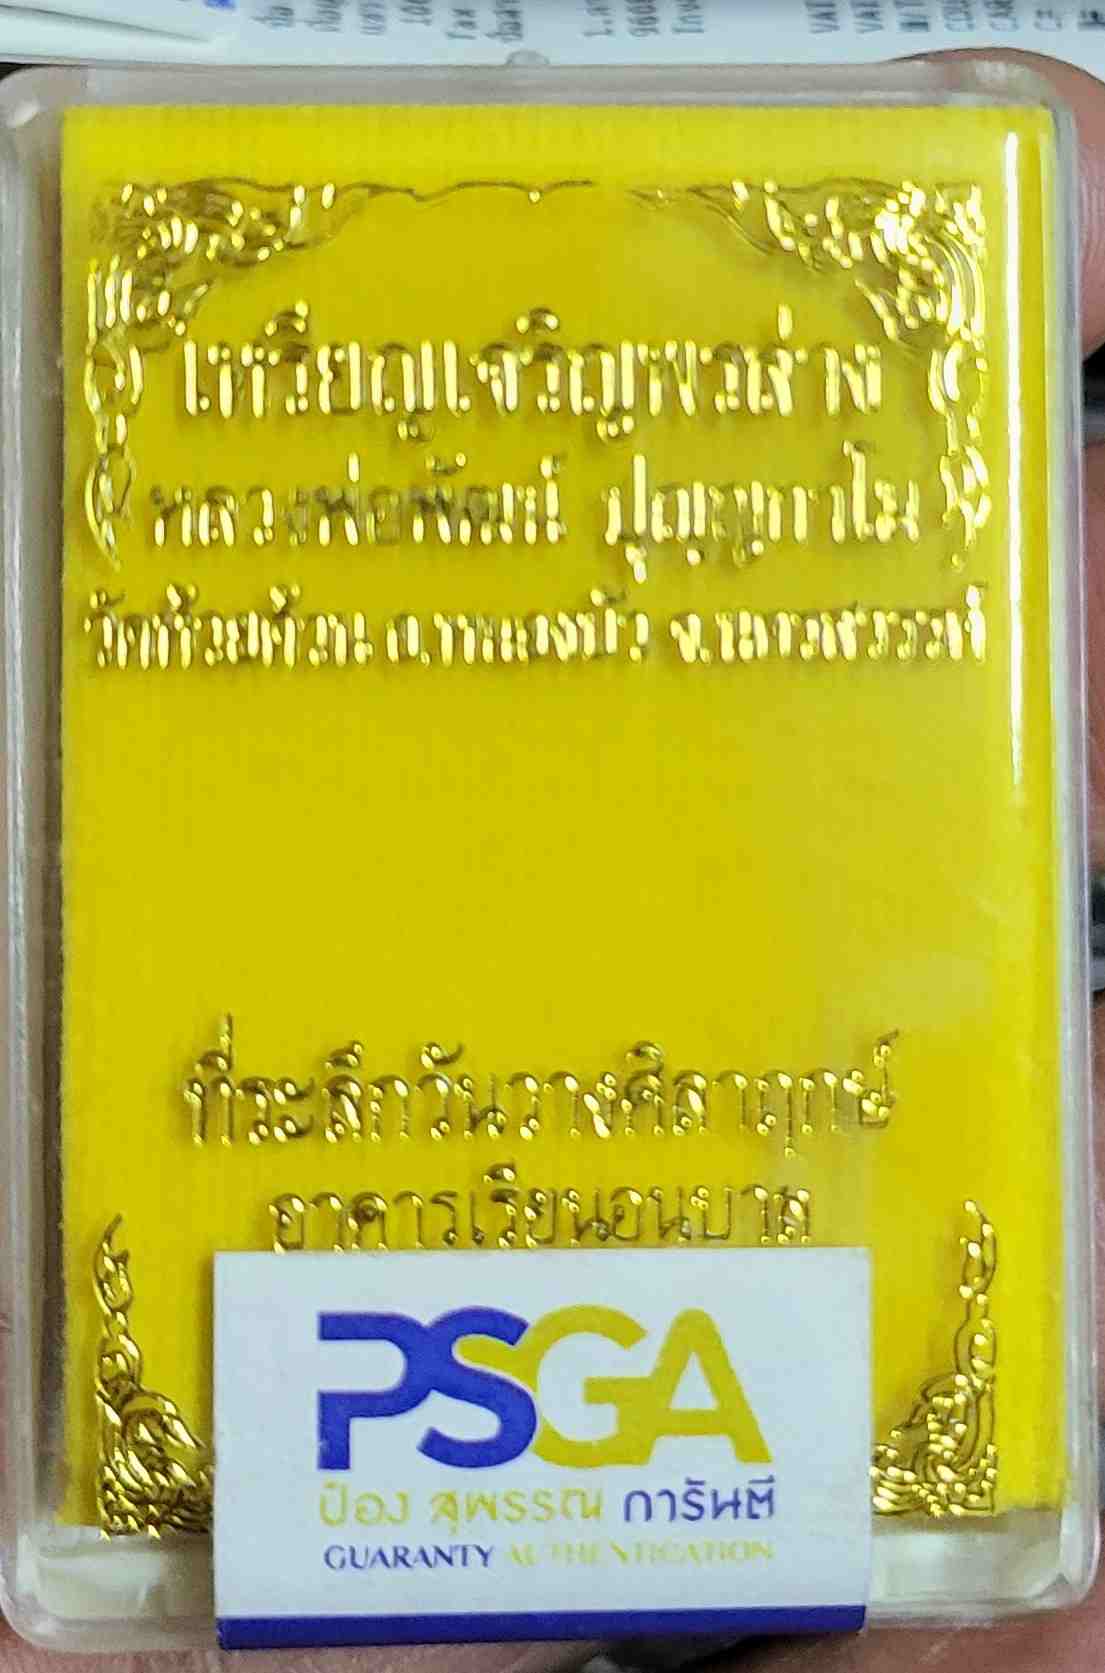 เหรียญเจริญพรล่าง
หลวงพ่อพัฒน์ ปุญฺญกาโม
วัดห้วยด้วน อ.หนองบัว จ.นครสวรรค์
ที่ระลึกวันวางศิลาฤกษ์
อาคารเรียนอนุบาล
PSGA
ป๋อง สุพรรณ การันตี
GUARANTY AUTHENTICATION